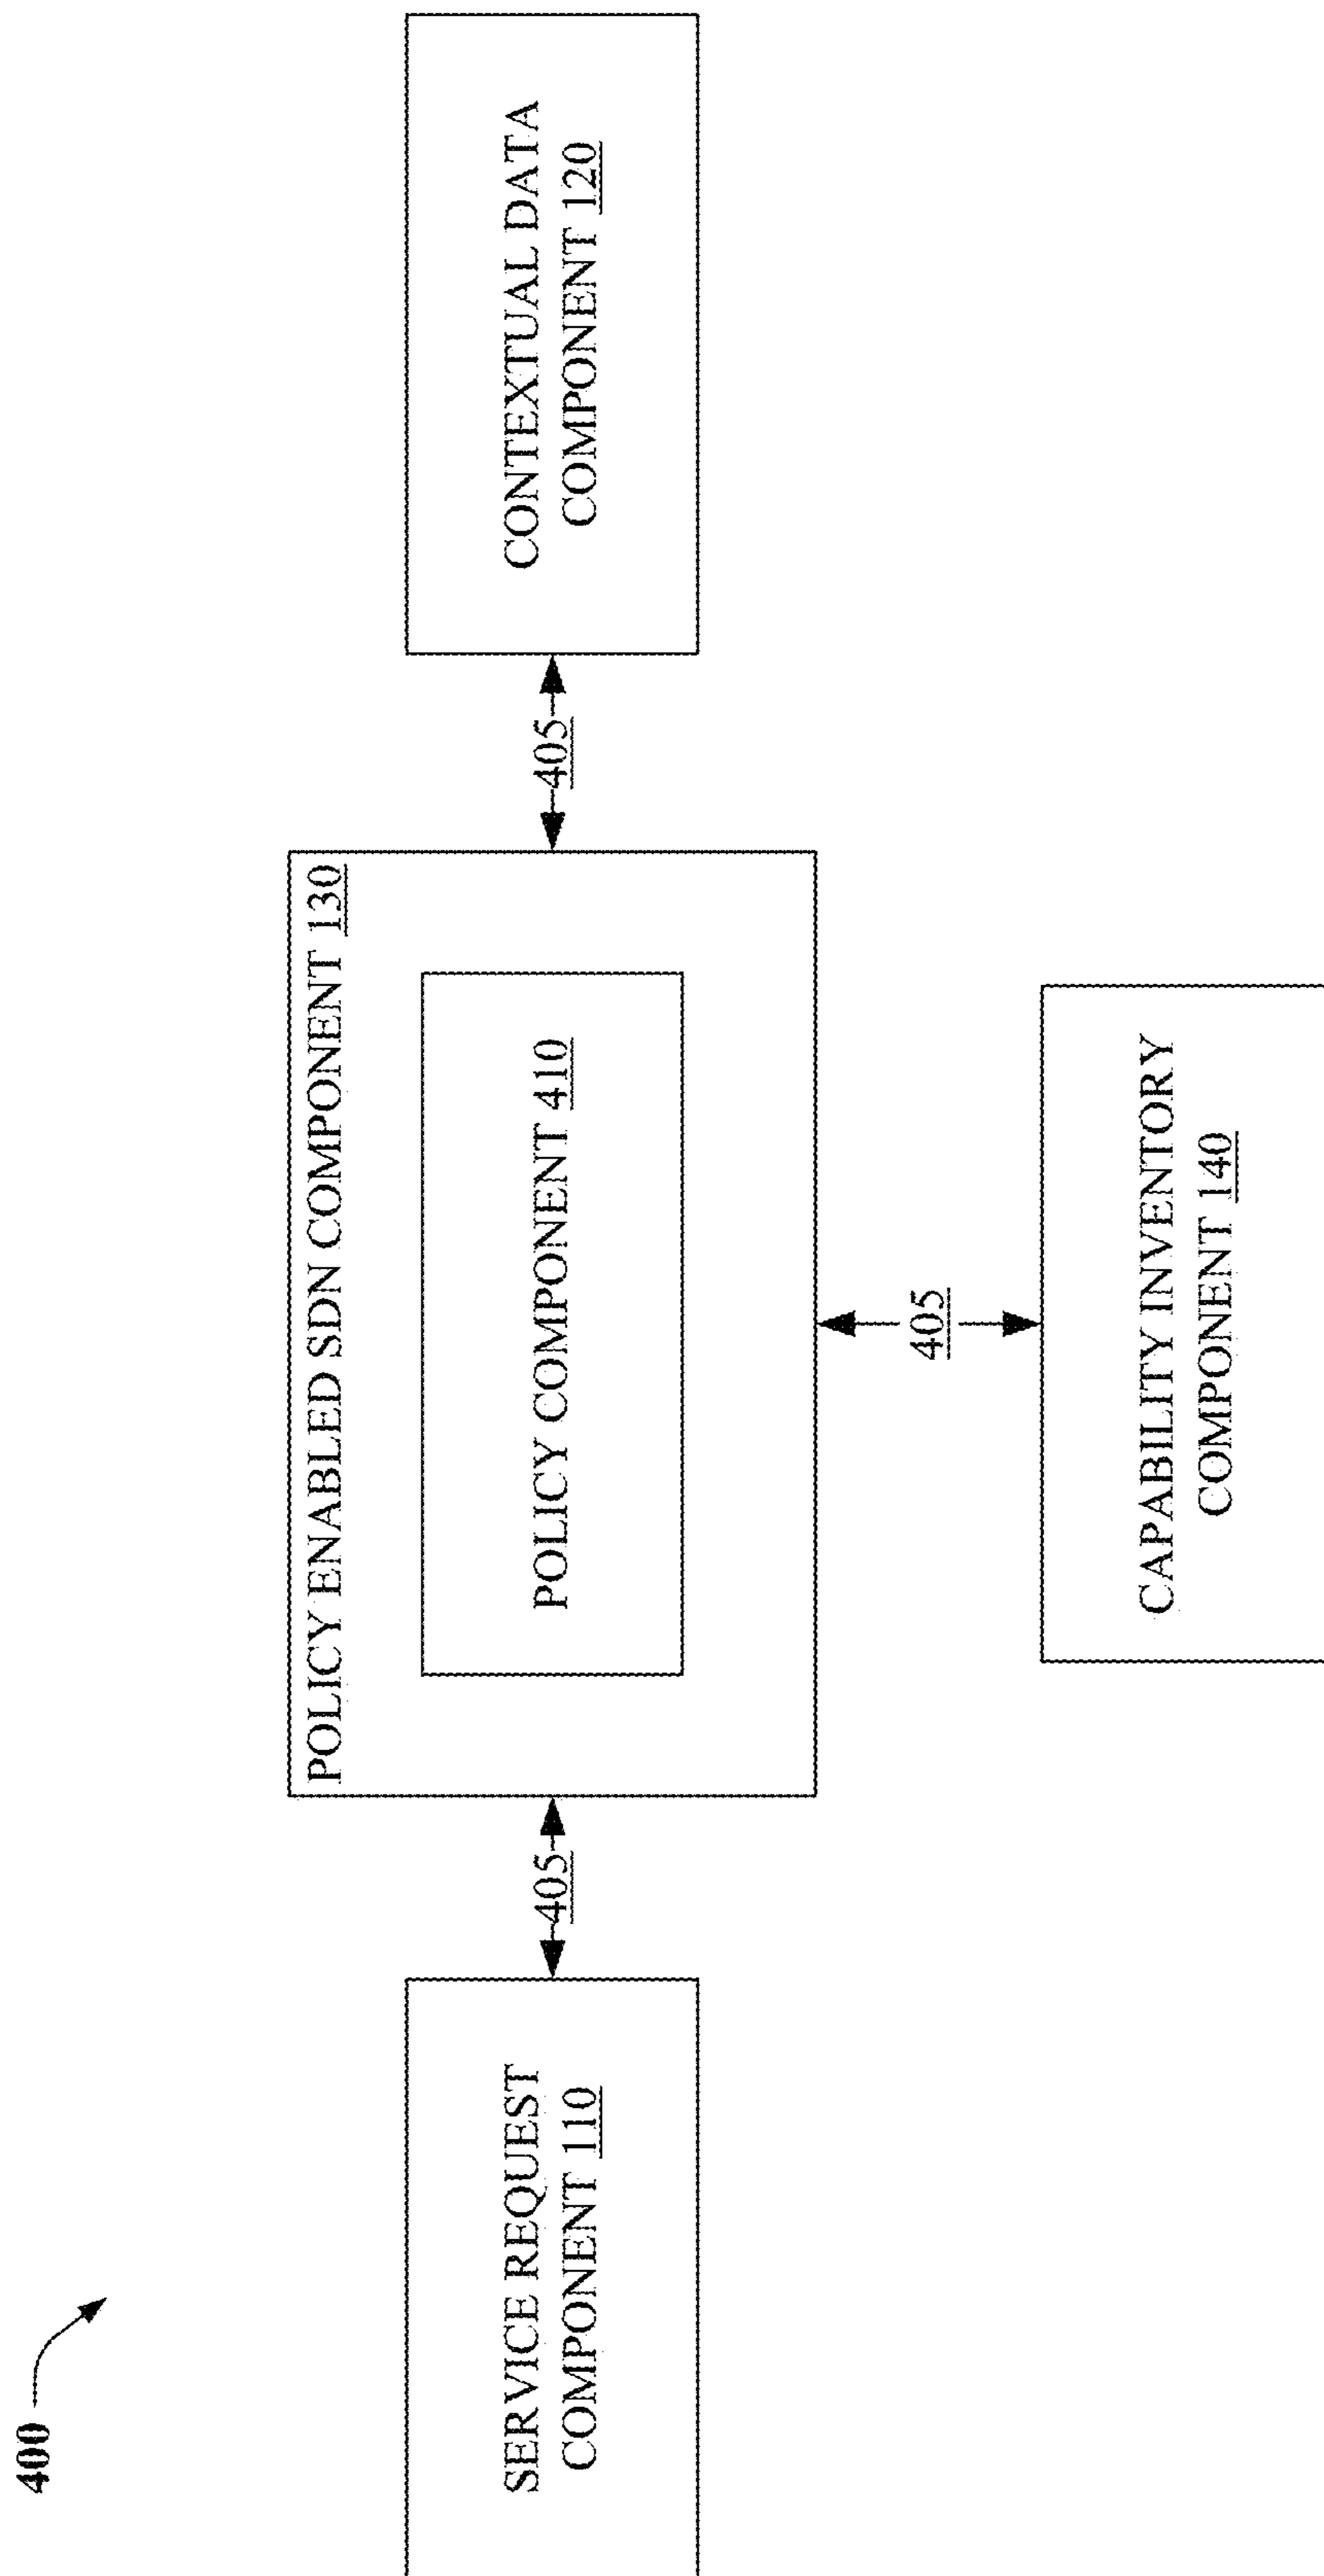 400
POLICY ENABLED SDN COMPONENT 130
SERVICE REQUEST
COMPONENT 110
405
POLICY COMPONENT 410
405
CONTEXTUAL DATA
COMPONENT 120
405
CAPABILITY INVENTORY
COMPONENT 140